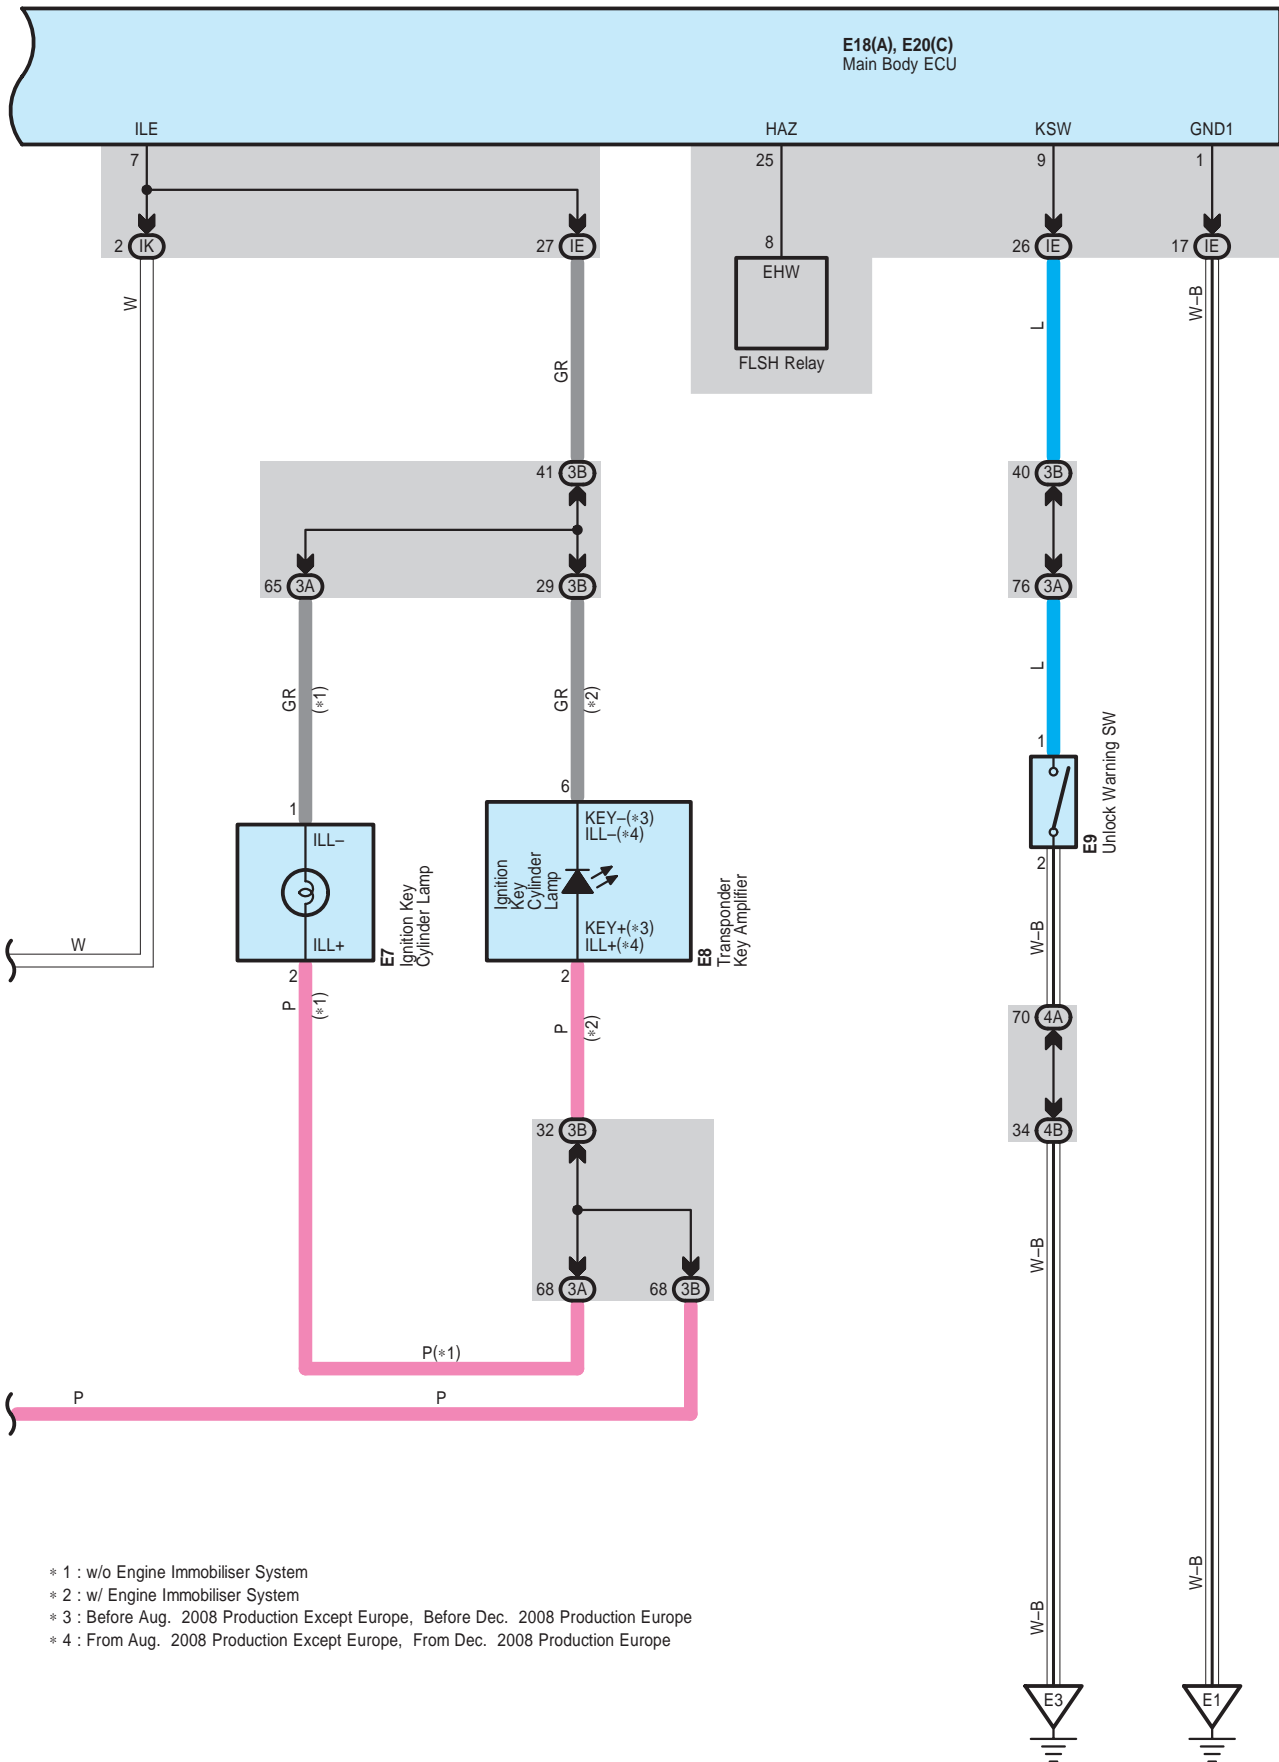 E18(A), E20(C)
Main Body ECU
ILE
HAZ
KSW
GND1
7
25
9
1
2 IK
27 IE
8
26 IE
17 IE
EHW
W
W-B
L
FLSH Relay
GR
41 3B
40 3B
65 3A
29 3B
76 3A
GR
(*1)
GR
(*2)
L
1
6
1
ILL-
KEY-(*3)
ILL-(*4)
Ignition
Key
Cylinder
Lamp
KEY+(*3)
ILL+(*4)
E9
Unlock Warning SW
2
ILL+
E7
Ignition Key
Cylinder Lamp
E8
Transponder
Key Amplifier
W
W-B
2
2
P
(*1)
P
(*2)
70 4A
32 3B
34 4B
W-B
68 3A
68 3B
P(*1)
P
P
W-B
W-B
* 1 : w/o Engine Immobiliser System
* 2 : w/ Engine Immobiliser System
* 3 : Before Aug. 2008 Production Except Europe, Before Dec. 2008 Production Europe
* 4 : From Aug. 2008 Production Except Europe, From Dec. 2008 Production Europe
E3
E1